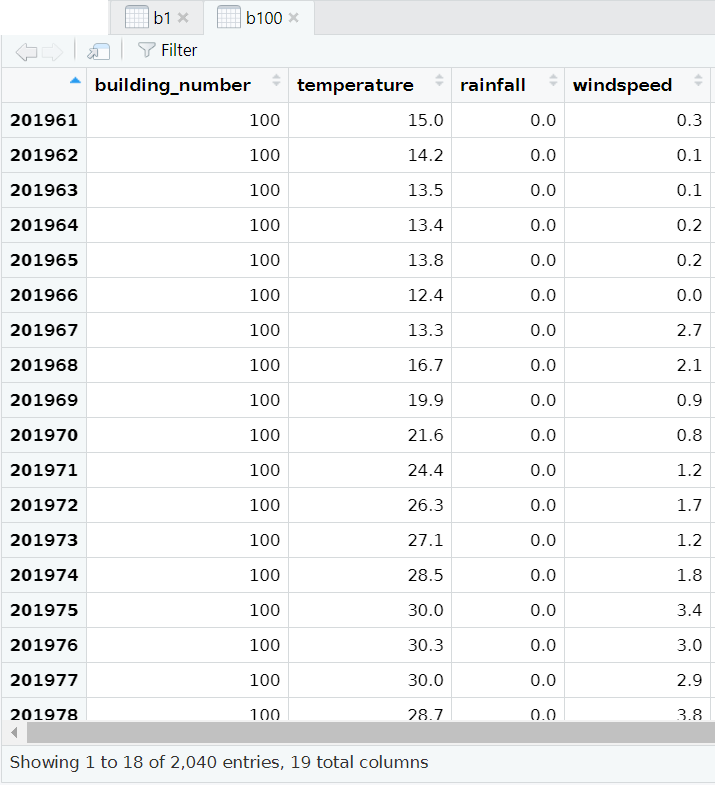 b1 b100
Filter
building_number temperature rainfall windspeed
201961 100 15.0 0.0 0.3
201962 100 14.2 0.0 0.1
201963 100 13.5 0.0 0.1
201964 100 13.4 0.0 0.2
201965 100 13.8 0.0 0.2
201966 100 12.4 0.0 0.0
201967 100 13.3 0.0 2.7
201968 100 16.7 0.0 2.1
201969 100 19.9 0.0 0.9
201970 100 21.6 0.0 0.8
201971 100 24.4 0.0 1.2
201972 100 26.3 0.0 1.7
201973 100 27.1 0.0 1.2
201974 100 28.5 0.0 1.8
201975 100 30.0 0.0 3.4
201976 100 30.3 0.0 3.0
201977 100 30.0 0.0 2.9
201978 100 28.7 0.0 3.8
Showing 1 to 18 of 2,040 entries, 19 total columns